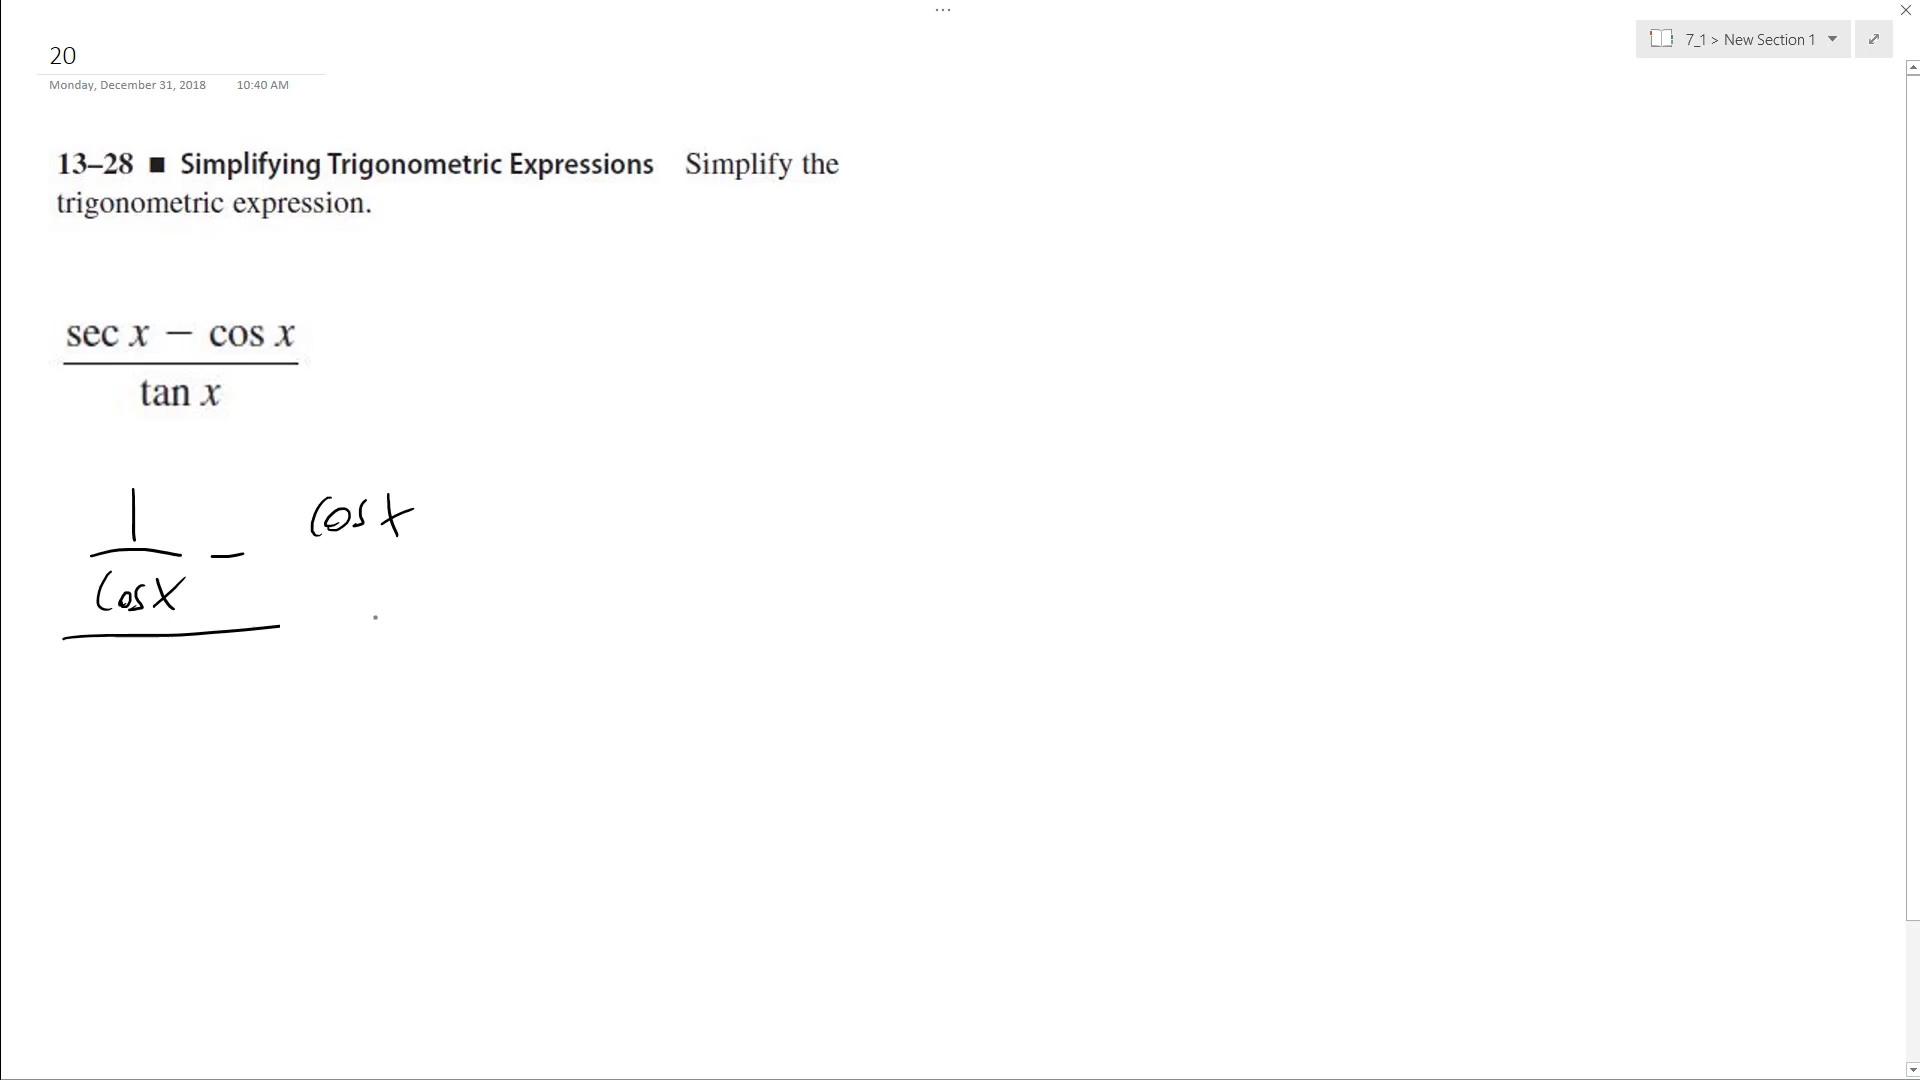 ...
7_1 > New Section 1
20
Monday, December 31, 2018 10:40 AM
13–28 ■ Simplifying Trigonometric Expressions Simplify the
trigonometric expression.
sec x − cos x
tan x
1
cos x
− cos x